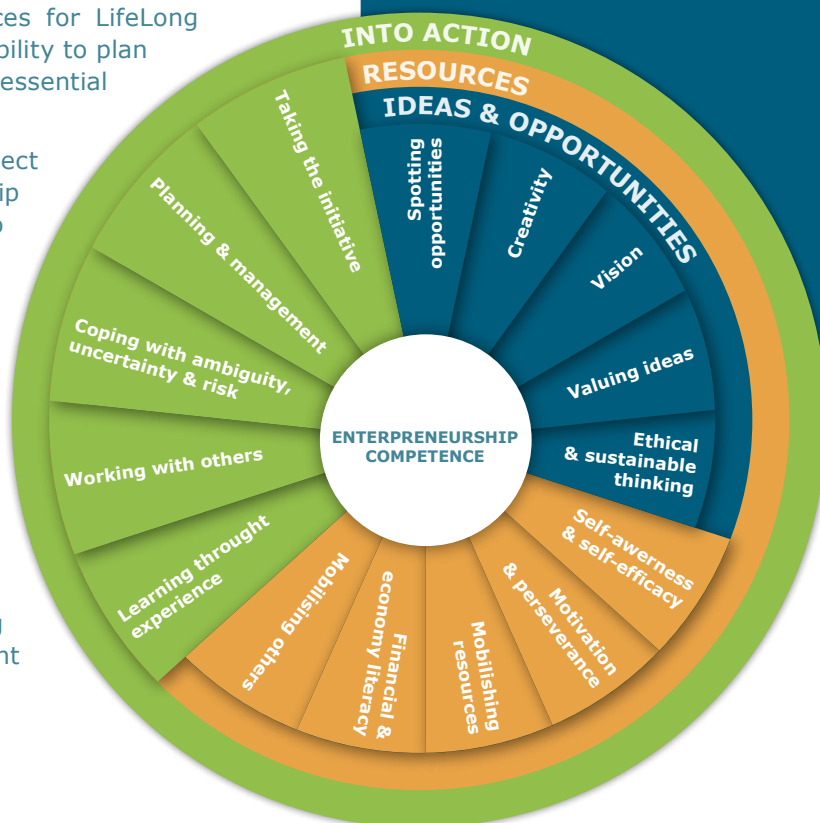 ces for LifeLong
bility to plan
essential
ect
ip
INTO ACTION
RESOURCES
IDEAS & OPPORTUNITIES
Spotting
opportunities
Creativity
Vision
Valuing ideas
Ethical
& sustainable
thinking
Self-awerness
& self-efficacy
Motivation
& perseverance
Mobilishing
resources
Financial &
economy literacy
Mobilising others
Learning throught
experience
Working with others
Coping with ambiguity,
uncertainty & risk
Planning & management
Taking the initiative
ENTERPRENEURSHIP
COMPETENCE
nt